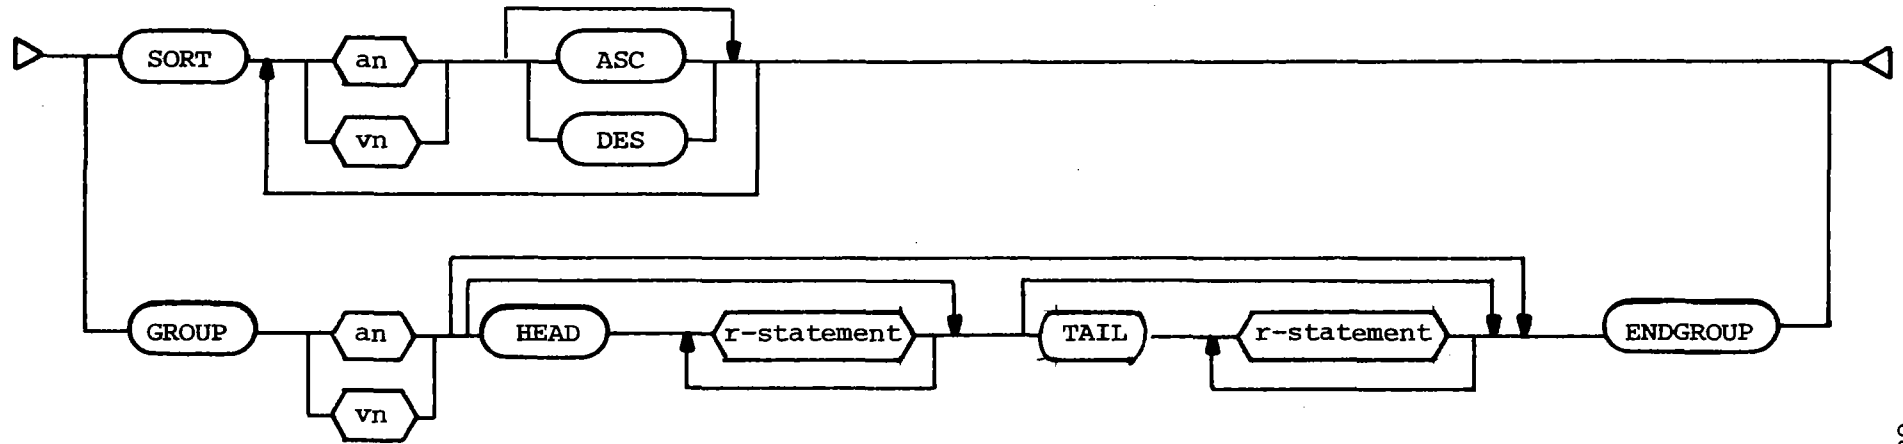 SORT an ASC
vn DES
GROUP an HEAD r-statement TAIL r-statement ENDGROUP
vn